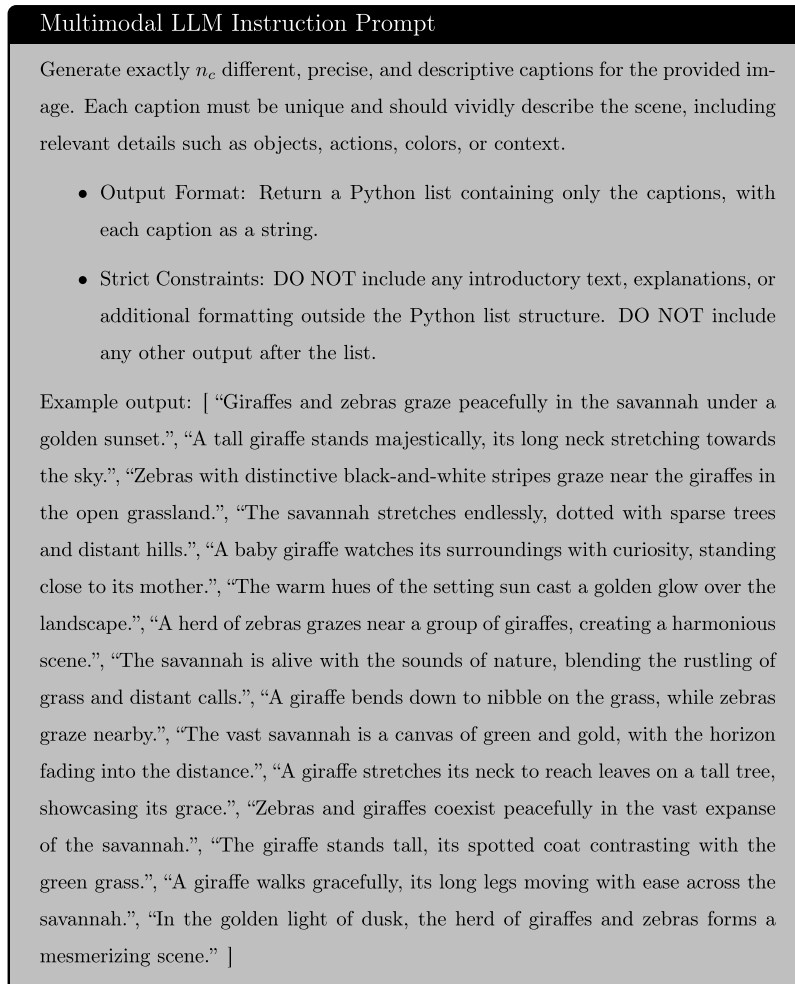 Multimodal LLM Instruction Prompt
Generate exactly n_c different, precise, and descriptive captions for the provided im-
age. Each caption must be unique and should vividly describe the scene, including
relevant details such as objects, actions, colors, or context.
• Output Format: Return a Python list containing only the captions, with
each caption as a string.
• Strict Constraints: DO NOT include any introductory text, explanations, or
additional formatting outside the Python list structure. DO NOT include
any other output after the list.
Example output: [ “Giraffes and zebras graze peacefully in the savannah under a
golden sunset.”, “A tall giraffe stands majestically, its long neck stretching towards
the sky.”, “Zebras with distinctive black-and-white stripes graze near the giraffes in
the open grassland.”, “The savannah stretches endlessly, dotted with sparse trees
and distant hills.”, “A baby giraffe watches its surroundings with curiosity, standing
close to its mother.”, “The warm hues of the setting sun cast a golden glow over the
landscape.”, “A herd of zebras grazes near a group of giraffes, creating a harmonious
scene.”, “The savannah is alive with the sounds of nature, blending the rustling of
grass and distant calls.”, “A giraffe bends down to nibble on the grass, while zebras
graze nearby.”, “The vast savannah is a canvas of green and gold, with the horizon
fading into the distance.”, “A giraffe stretches its neck to reach leaves on a tall tree,
showcasing its grace.”, “Zebras and giraffes coexist peacefully in the vast expanse
of the savannah.”, “The giraffe stands tall, its spotted coat contrasting with the
green grass.”, “A giraffe walks gracefully, its long legs moving with ease across the
savannah.”, “In the golden light of dusk, the herd of giraffes and zebras forms a
mesmerizing scene.” ]